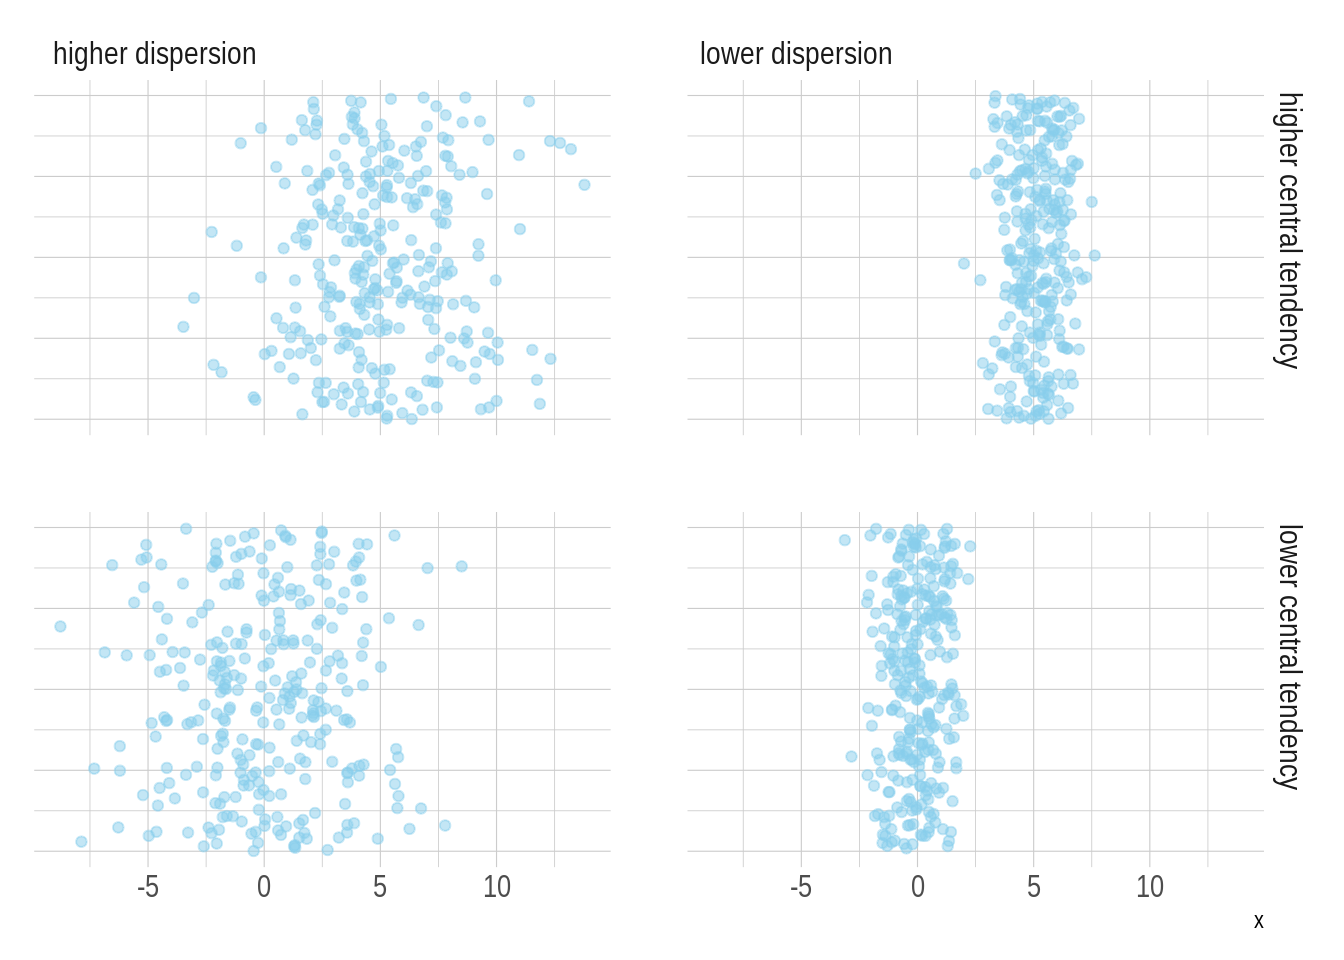 higher dispersion
lower dispersion
higher central tendency
lower central tendency
-5 0 5 10
-5 0 5 10
x